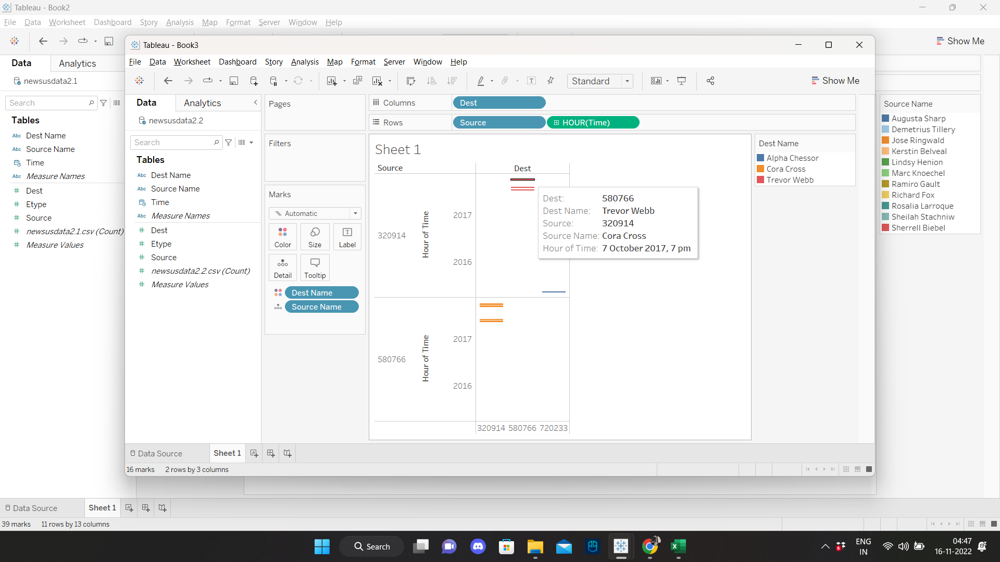 Tableau - Book2
File Data Worksheet Dashboard Story Analysis Map Format Server Window Help
Show Me
Data Analytics
newsusdata2.1
Search
Tables
Abc Dest Name
Abc Source Name
Time
Abc Measure Names
Dest
Etype
Source
newsusdata2.1.csv (Count)
Measure Values
Tableau - Book3
File Data Worksheet Dashboard Story Analysis Map Format Server Window Help
Standard
Show Me
Data Analytics
newsusdata2.2
Search
Tables
Abc Dest Name
Abc Source Name
Time
Abc Measure Names
Dest
Etype
Source
newsusdata2.2.csv (Count)
Measure Values
Pages
Filters
Marks
Automatic
Color Size Label
Detail Tooltip
Dest Name
Source Name
Columns Dest
Rows Source HOUR(Time)
Sheet 1
Source Dest
320914
Hour of Time
2017
2016
580766
Hour of Time
2017
2016
320914 580766 720233
Dest: 580766
Dest Name: Trevor Webb
Source: 320914
Source Name: Cora Cross
Hour of Time: 7 October 2017, 7 pm
Dest Name
Alpha Chessor
Cora Cross
Trevor Webb
Data Source Sheet 1
16 marks 2 rows by 3 columns
Source Name
Augusta Sharp
Demetrius Tillery
Jose Ringwald
Kerstin Belveal
Lindsy Henion
Marc Knoechel
Ramiro Gault
Richard Fox
Rosalia Larroque
Sheilah Stachniw
Sherrell Biebel
Data Source Sheet 1
39 marks 11 rows by 13 columns
Search
6
ENG
IN
04:47
16-11-2022